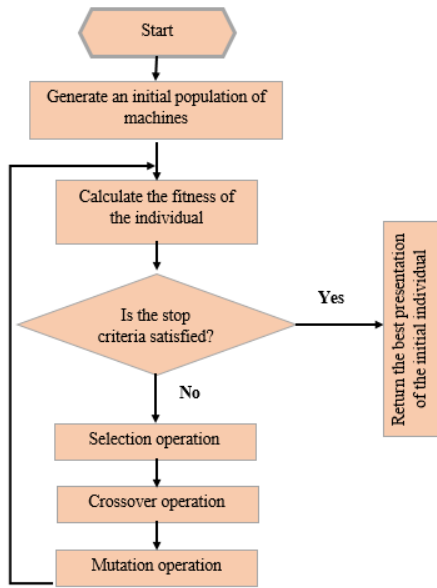 Start
Generate an initial population of
machines
Calculate the fitness of
the individual
Is the stop
criteria satisfied?
Yes
Return the best presentation
of the initial individual
No
Selection operation
Crossover operation
Mutation operation